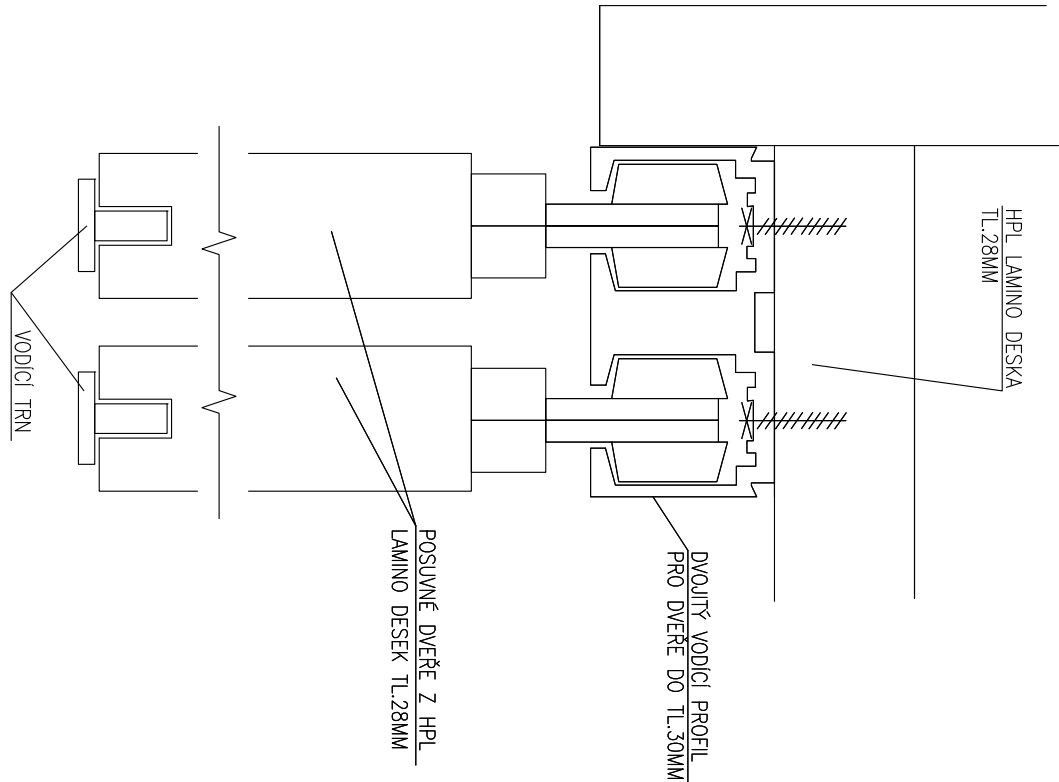 HPL LAMINO DESKA
TL.28MM
DVOJITÝ VODÍCÍ PROFIL
PRO DVEŘE DO TL.30MM
POSUVNÉ DVEŘE Z HPL
LAMINO DESEK TL.28MM
VODÍCÍ TRN